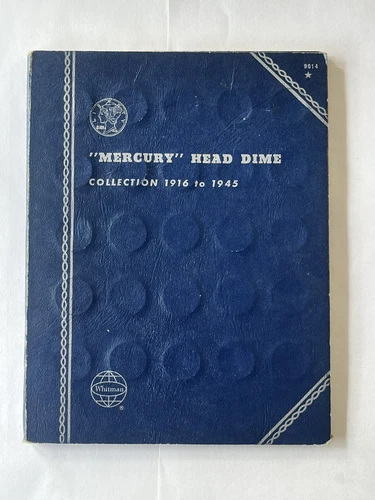 9014
"MERCURY" HEAD DIME
COLLECTION 1916 to 1945
Whitman
®